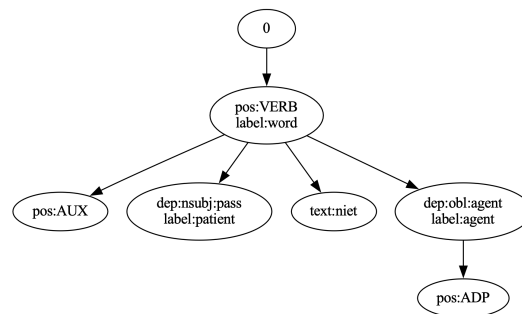 0
pos:VERB
label:word
pos:AUX
dep:nsubj:pass
label:patient
text:niet
dep:obl:agent
label:agent
pos:ADP